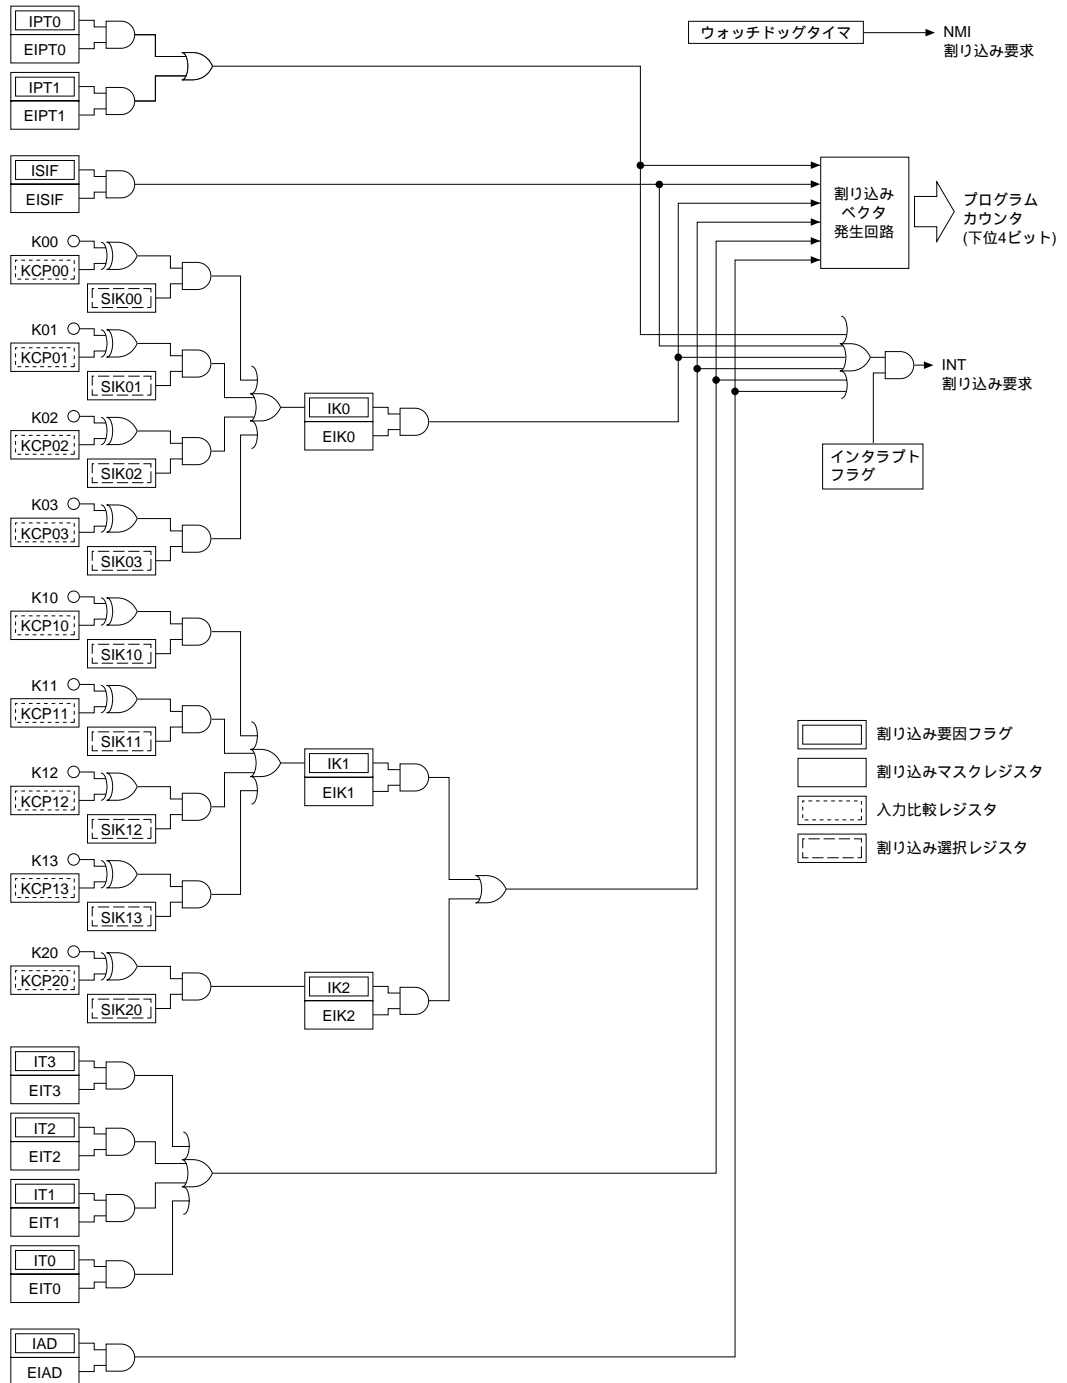 IPT0
EIPT0
IPT1
EIPT1
ウォッチドッグタイマ
NMI
割り込み要求
ISIF
EISIF
割り込み
ベクタ
発生回路
プログラム
カウンタ
(下位4ビット)
K00
KCP00
SIK00
K01
KCP01
SIK01
K02
KCP02
SIK02
K03
KCP03
SIK03
IK0
EIK0
INT
割り込み要求
インタラプト
フラグ
K10
KCP10
SIK10
K11
KCP11
SIK11
K12
KCP12
SIK12
K13
KCP13
SIK13
IK1
EIK1
割り込み要因フラグ
割り込みマスクレジスタ
入力比較レジスタ
割り込み選択レジスタ
K20
KCP20
SIK20
IK2
EIK2
IT3
EIT3
IT2
EIT2
IT1
EIT1
IT0
EIT0
IAD
EIAD